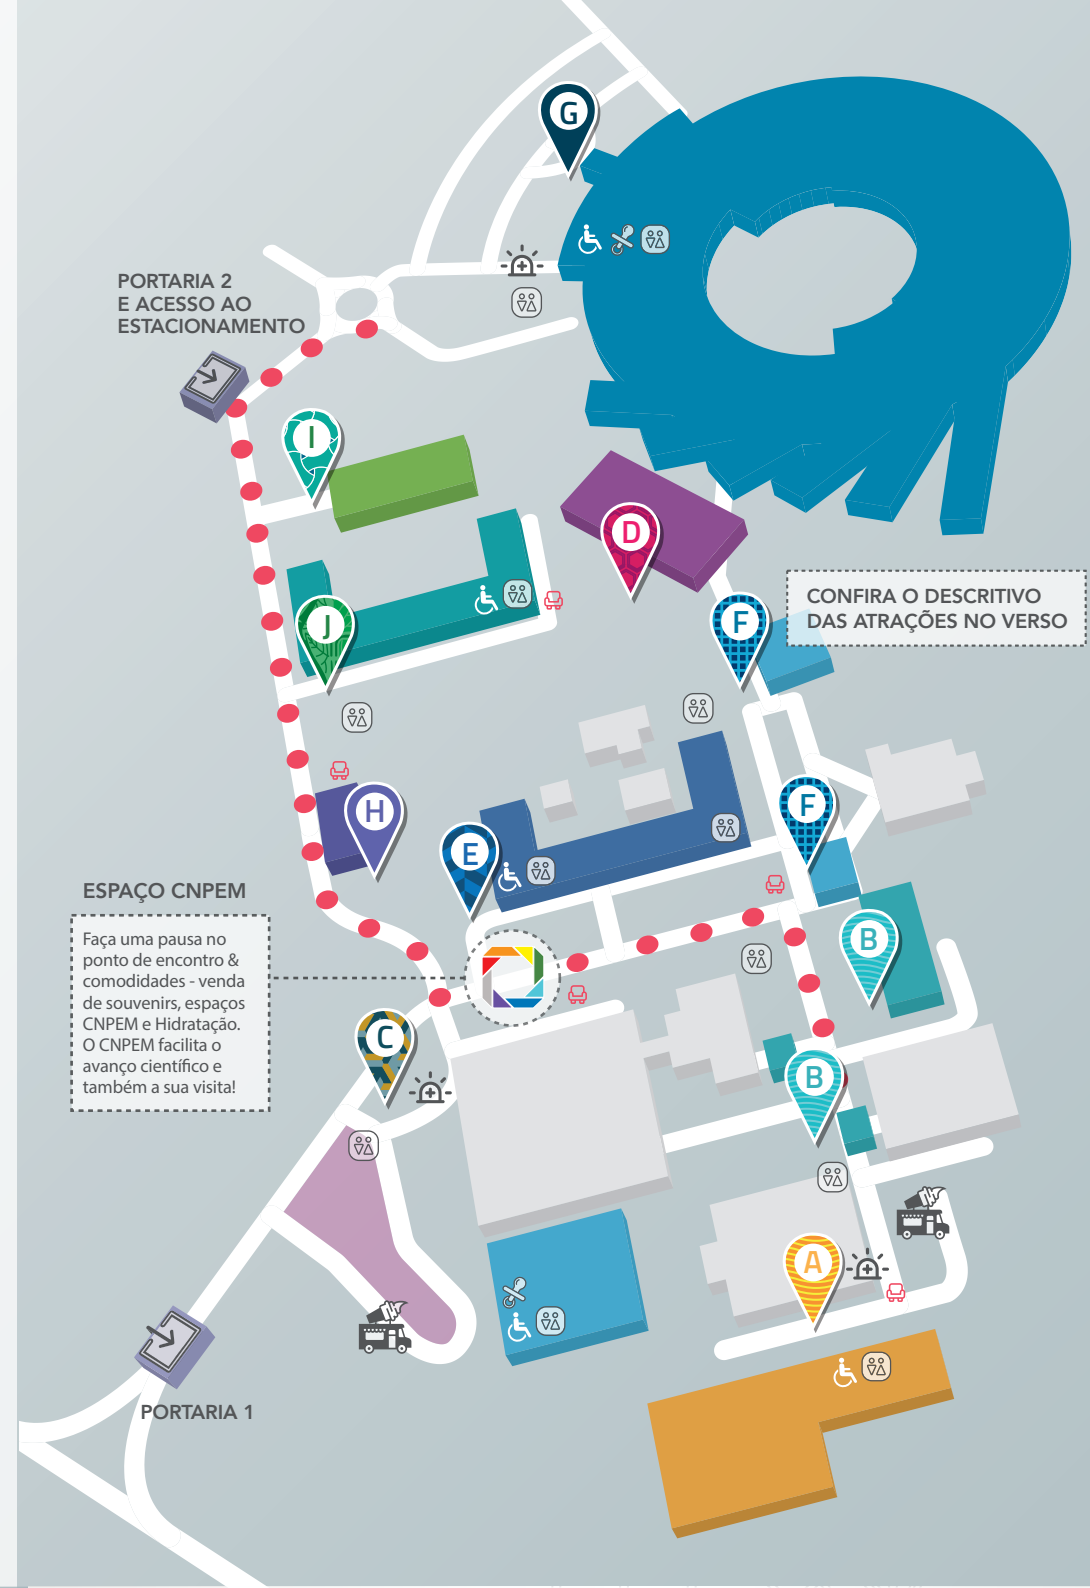 G
PORTARIA 2
E ACESSO AO
ESTACIONAMENTO
I
D
CONFIRA O DESCRITIVO
DAS ATRAÇÕES NO VERSO
F
J
H
F
E
ESPAÇO CNPEM
Faça uma pausa no
ponto de encontro &
comodidades - venda
de souvenirs, espaços
CNPEM e Hidratação.
O CNPEM facilita o
avanço científico e
também a sua visita!
B
C
B
A
PORTARIA 1